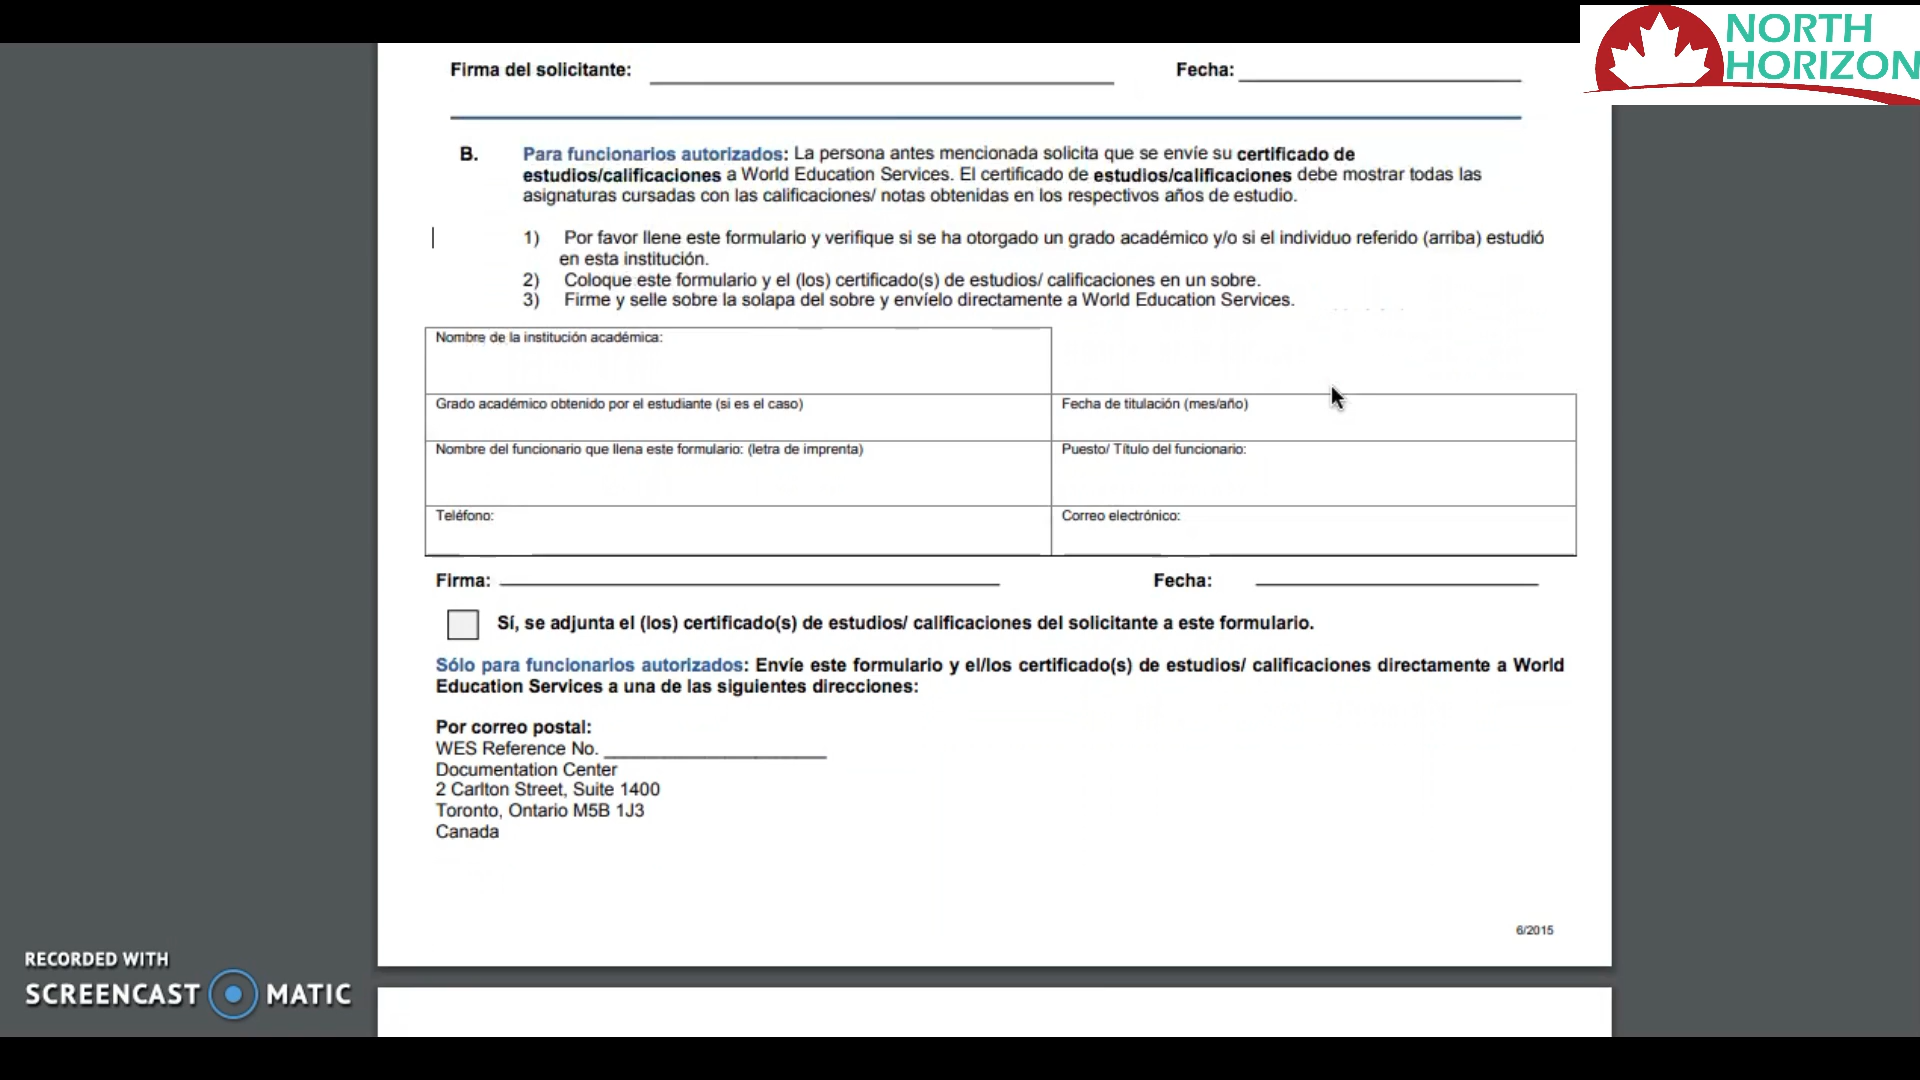 NORTH
HORIZON
Firma del solicitante: Fecha:
B. Para funcionarios autorizados: La persona antes mencionada solicita que se envíe su certificado de
estudios/calificaciones a World Education Services. El certificado de estudios/calificaciones debe mostrar todas las
asignaturas cursadas con las calificaciones/ notas obtenidas en los respectivos años de estudio.
1) Por favor llene este formulario y verifique si se ha otorgado un grado académico y/o si el individuo referido (arriba) estudió
en esta institución.
2) Coloque este formulario y el (los) certificado(s) de estudios/ calificaciones en un sobre.
3) Firme y selle sobre la solapa del sobre y envíelo directamente a World Education Services.
Nombre de la institución académica:
Grado académico obtenido por el estudiante (si es el caso) Fecha de titulación (mes/año)
Nombre del funcionario que llena este formulario: (letra de imprenta) Puesto/ Título del funcionario:
Teléfono: Correo electrónico:
Firma: Fecha:
Sí, se adjunta el (los) certificado(s) de estudios/ calificaciones del solicitante a este formulario.
Sólo para funcionarios autorizados: Envíe este formulario y el/los certificado(s) de estudios/ calificaciones directamente a World
Education Services a una de las siguientes direcciones:
Por correo postal:
WES Reference No.
Documentation Center
2 Carlton Street, Suite 1400
Toronto, Ontario M5B 1J3
Canada
6/2015
RECORDED WITH
SCREENCAST MATIC